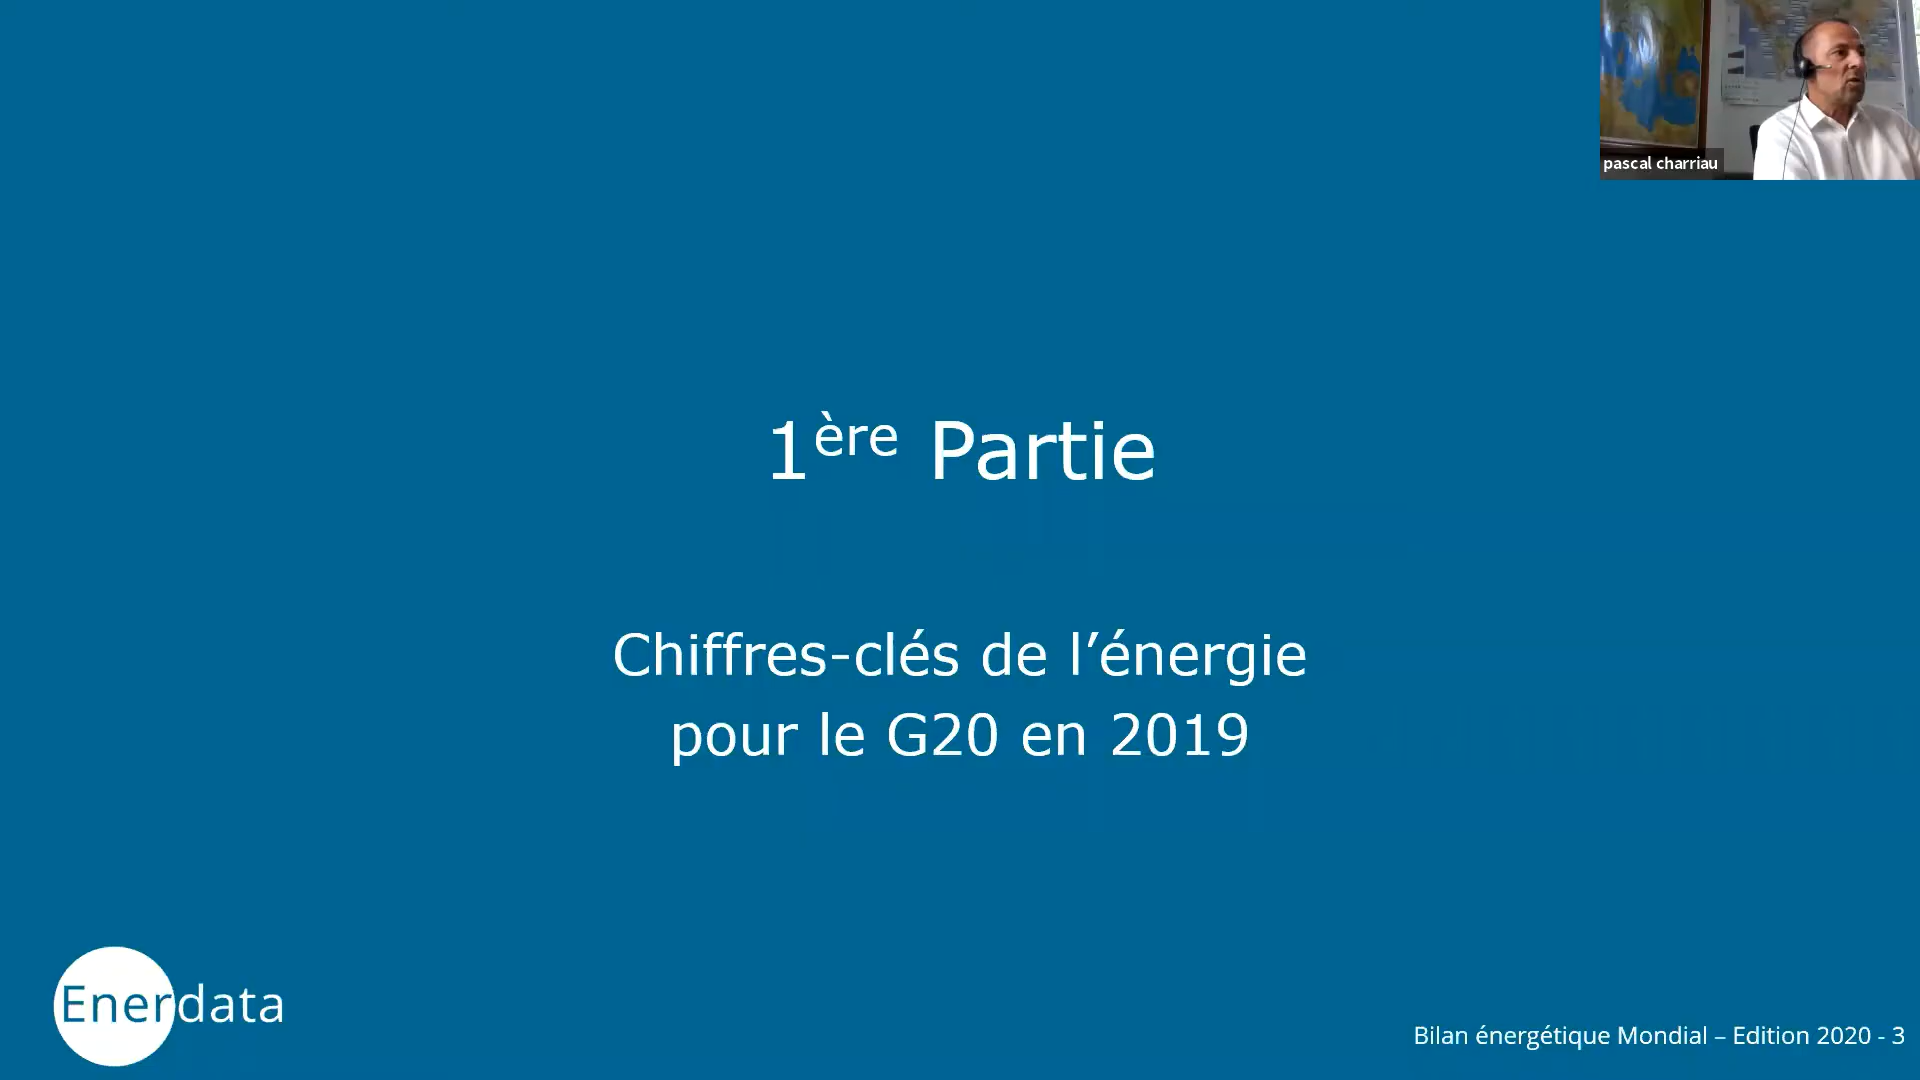 pascal charriau
1ère Partie
Chiffres-clés de l’énergie
pour le G20 en 2019
Enerdata
Bilan énergétique Mondial – Edition 2020 - 3